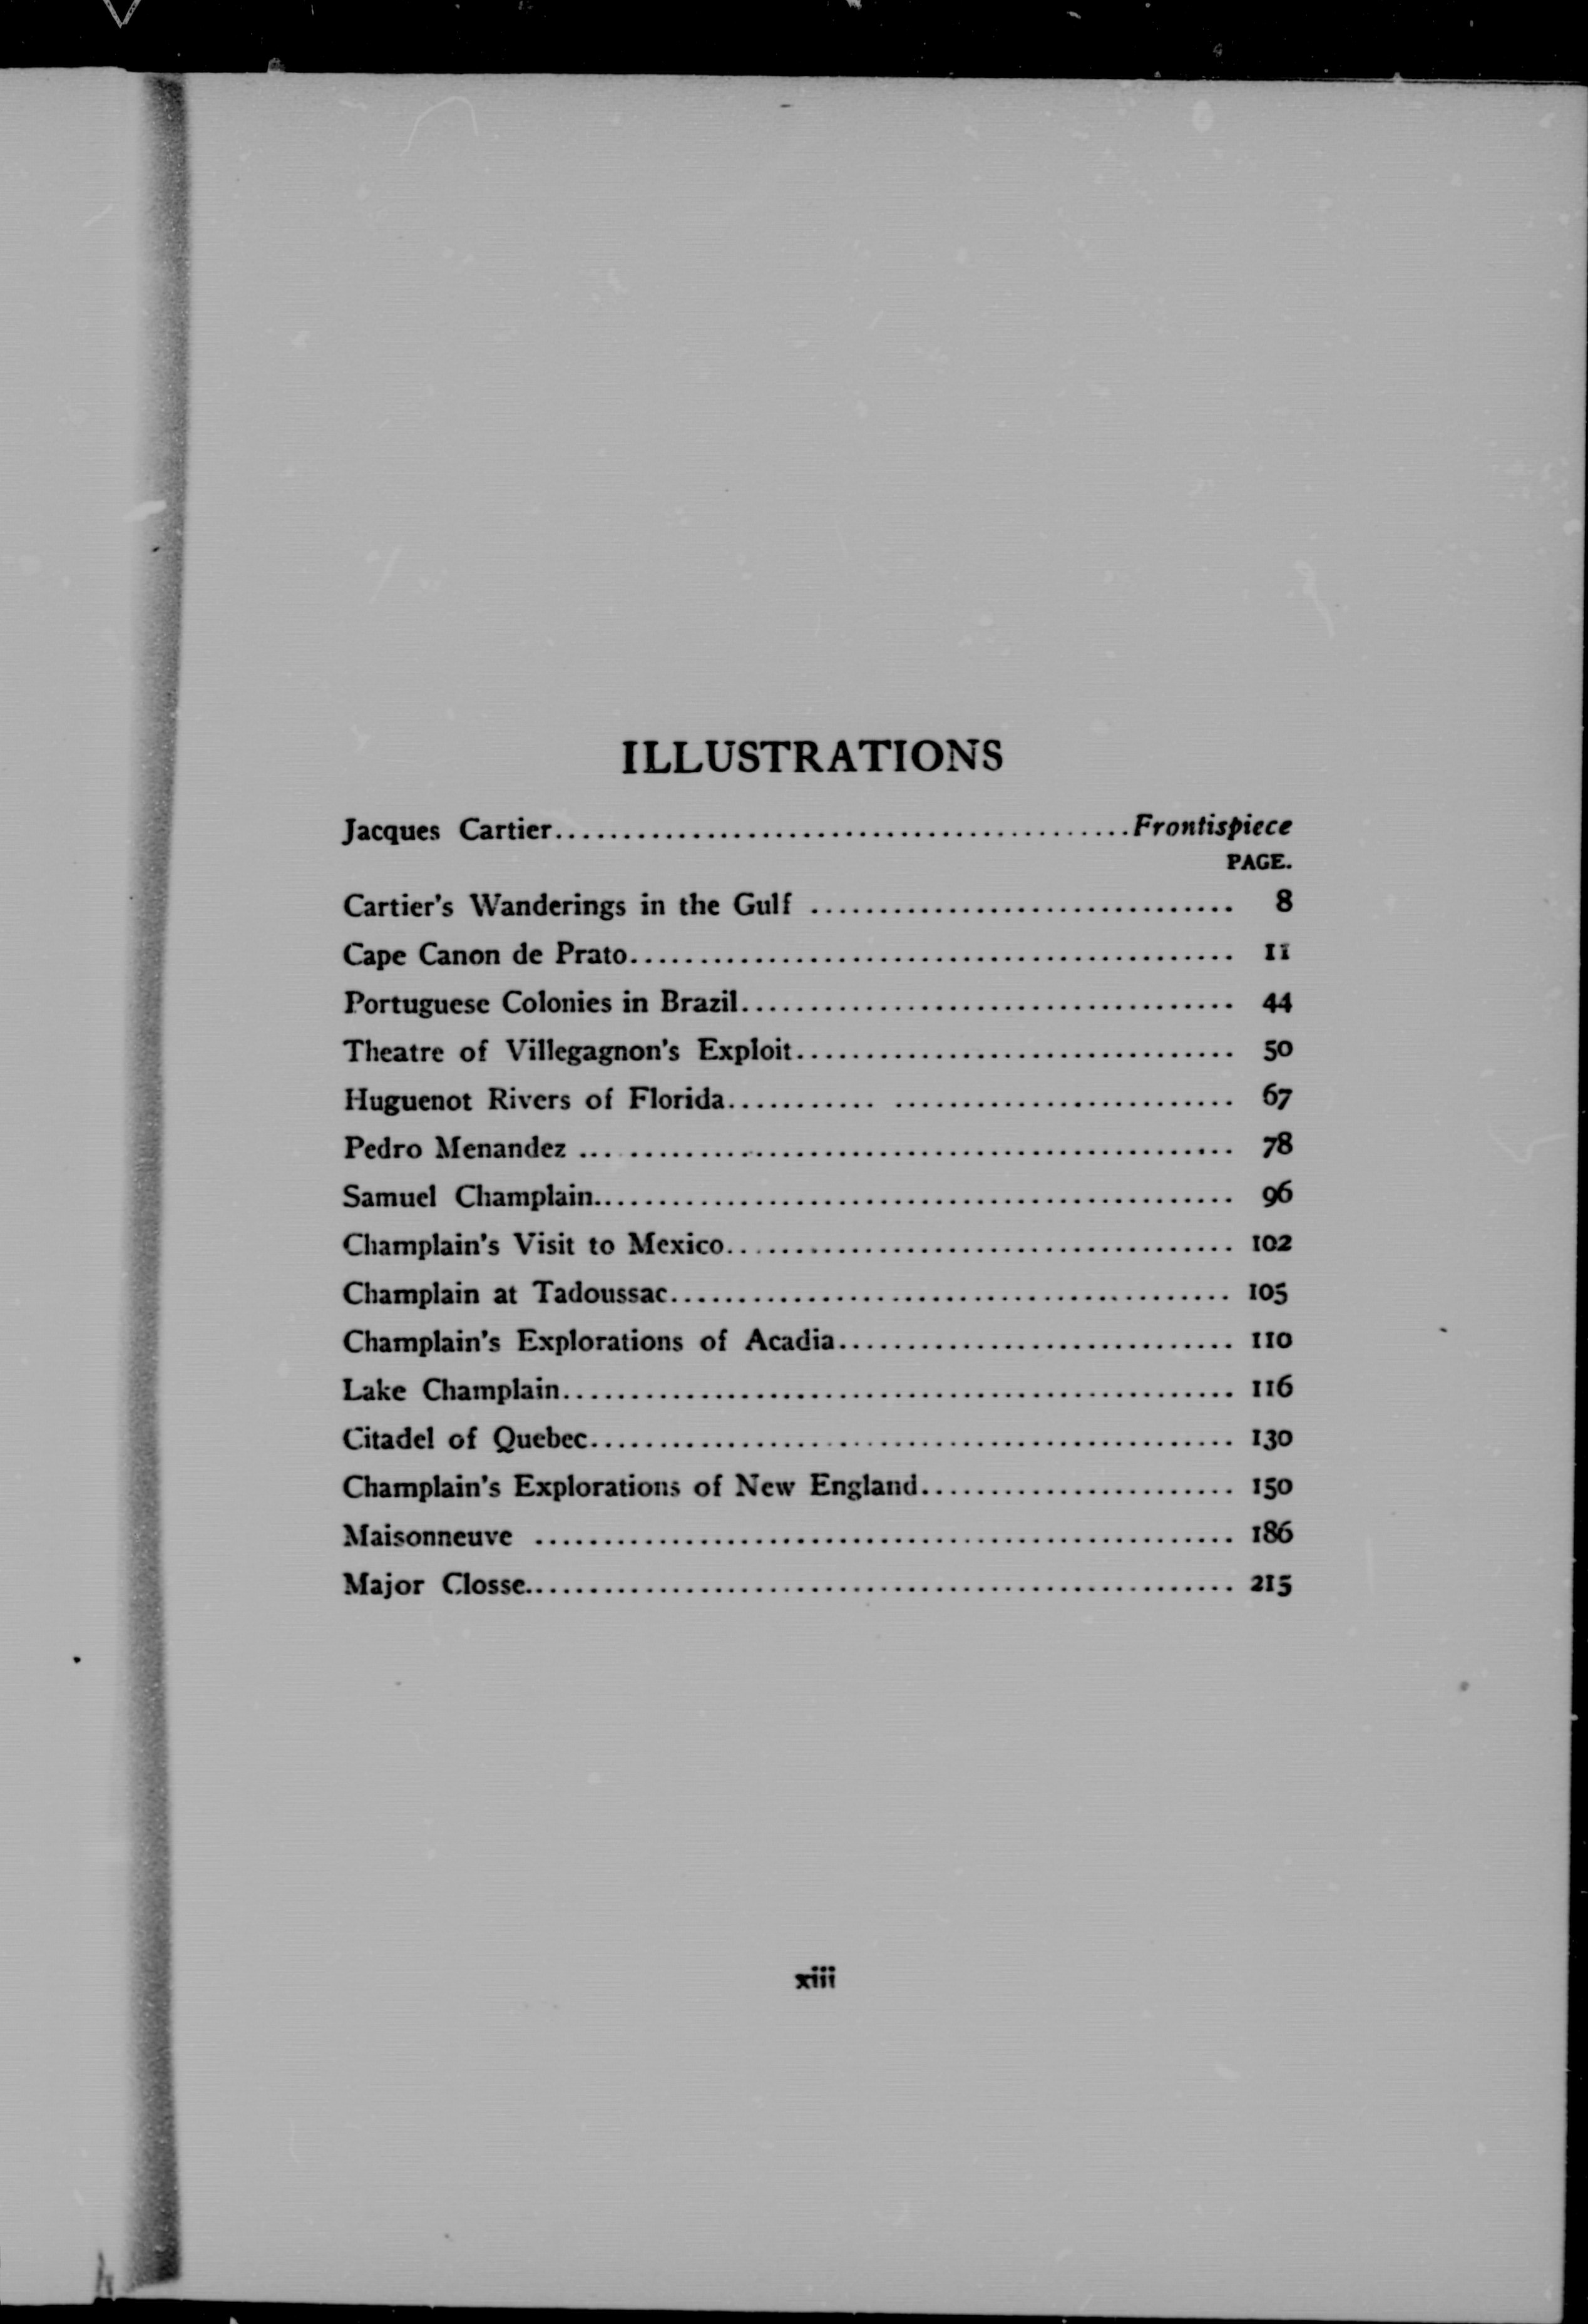 ILLUSTRATIONS
Jacques Cartier..........................................Frontispiece
PAGE.
Cartier's Wanderings in the Gulf ............................... 8
Cape Canon de Prato............................................ 11
Portuguese Colonies in Brazil.................................... 44
Theatre of Villegagnon's Exploit................................ 50
Huguenot Rivers of Florida........... ......................... 67
Pedro Menandez ................................................ 78
Samuel Champlain............................................... 96
Champlain's Visit to Mexico..................................... 102
Champlain at Tadoussac......................................... 105
Champlain's Explorations of Acadia............................. 110
Lake Champlain................................................. 116
Citadel of Quebec............................................... 130
Champlain's Explorations of New England....................... 150
Maisonneuve ................................................... 186
Major Closse.................................................... 215
xiii